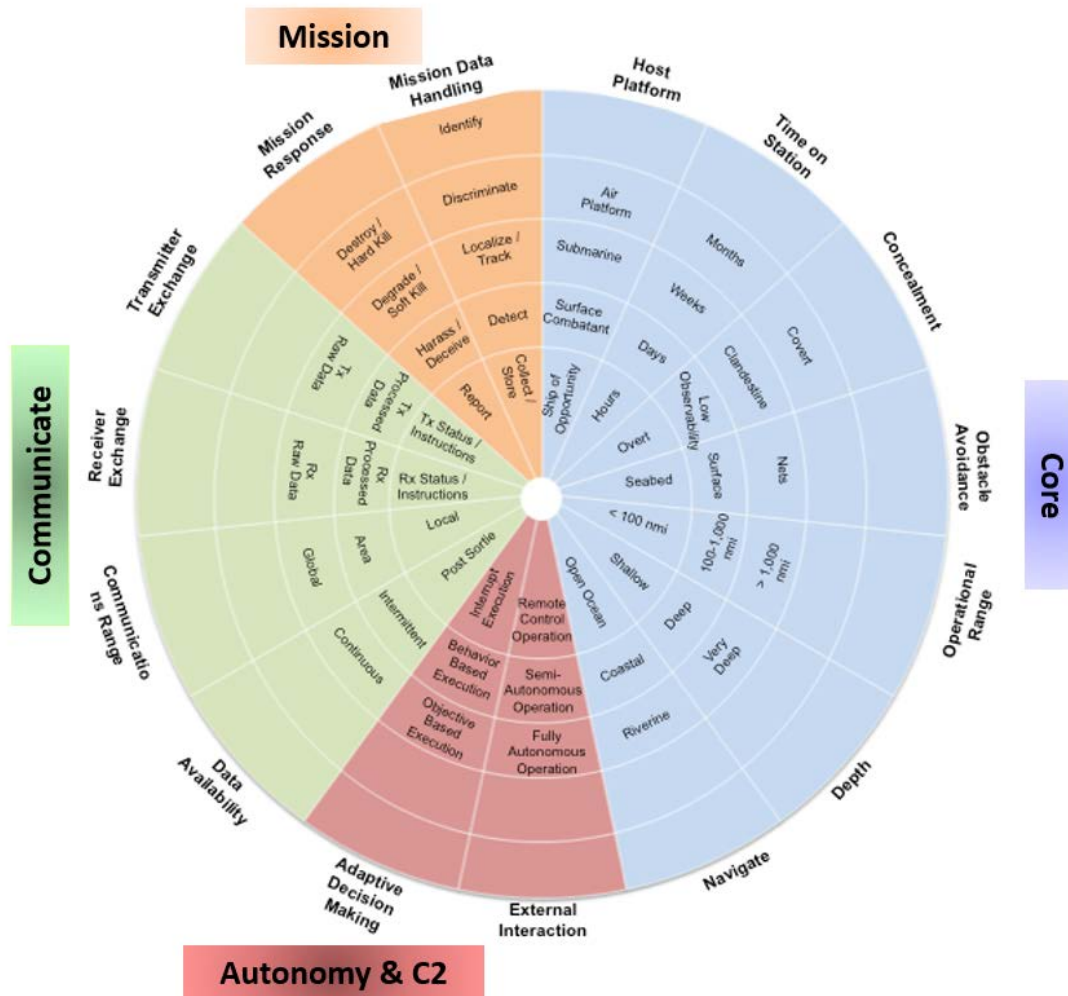 Mission
Mission Data
Handling
Identify
Discriminate
Localize /
Track
Detect
Collect /
Store
Host
Platform
Air
Platform
Submarine
Surface
Combatant
Ship of
Opportunity
Time on
Station
Months
Weeks
Days
Hours
Concealment
Covert
Clandestine
Low
Observability
Overt
Obstacle
Avoidance
Nets
Surface
Seabed
Core
Operational
Range
> 1,000
nmi
100-1,000
nmi
< 100 nmi
Depth
Very
Deep
Deep
Shallow
Navigate
Riverine
Coastal
Open Ocean
External
Interaction
Remote
Control
Operation
Semi-
Autonomous
Operation
Fully
Autonomous
Operation
Adaptive
Decision
Making
Interrupt
Execution
Behavior
Based
Execution
Objective
Based
Execution
Autonomy & C2
Data
Availability
Continuous
Intermittent
Post Sortie
Communicatio
ns Range
Global
Area
Local
Communicate
Receiver
Exchange
Rx
Raw Data
Rx
Processed
Data
Rx Status /
Instructions
Transmitter
Exchange
Tx
Raw Data
Tx
Processed
Data
Tx Status /
Instructions
Mission
Response
Destroy /
Hard Kill
Degrade /
Soft Kill
Harass /
Deceive
Report